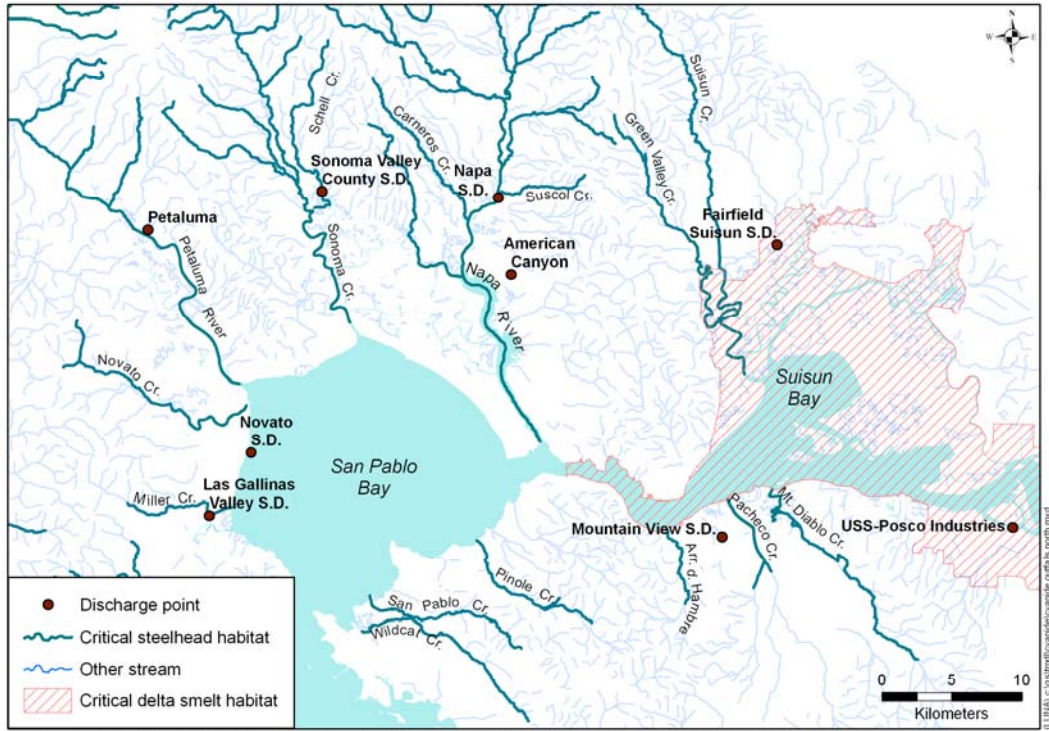 N
W E
S
Suisun Cr.
Schell Cr.
Carneros Cr.
Green Valley Cr.
Sonoma Valley
County S.D.
Napa
S.D.
Suscol Cr.
Petaluma
Fairfield
Suisun S.D.
American
Canyon
Petaluma River
Sonoma Cr.
Napa River
Novato Cr.
Suisun
Bay
Novato
S.D.
San Pablo
Bay
Las Gallinas
Valley S.D.
Miller Cr.
Mountain View S.D.
Pacheco Cr.
Mt. Diablo Cr.
USS-Posco Industries
Arr. d. Hambre
Pinole Cr.
San Pablo Cr.
Wildcat Cr.
Discharge point
Critical steelhead habitat
Other stream
Critical delta smelt habitat
0 5 10
Kilometers